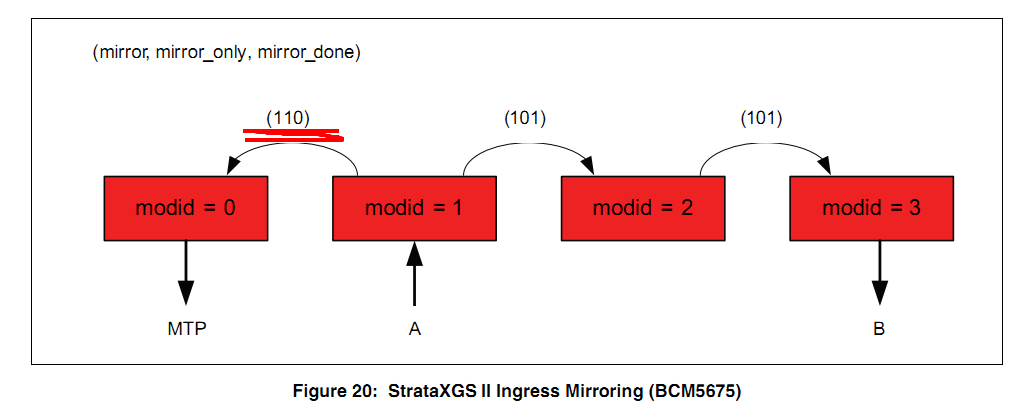 (mirror, mirror_only, mirror_done)
(110) (101) (101)
modid = 0 modid = 1 modid = 2 modid = 3
MTP A B
Figure 20: StrataXGS II Ingress Mirroring (BCM5675)